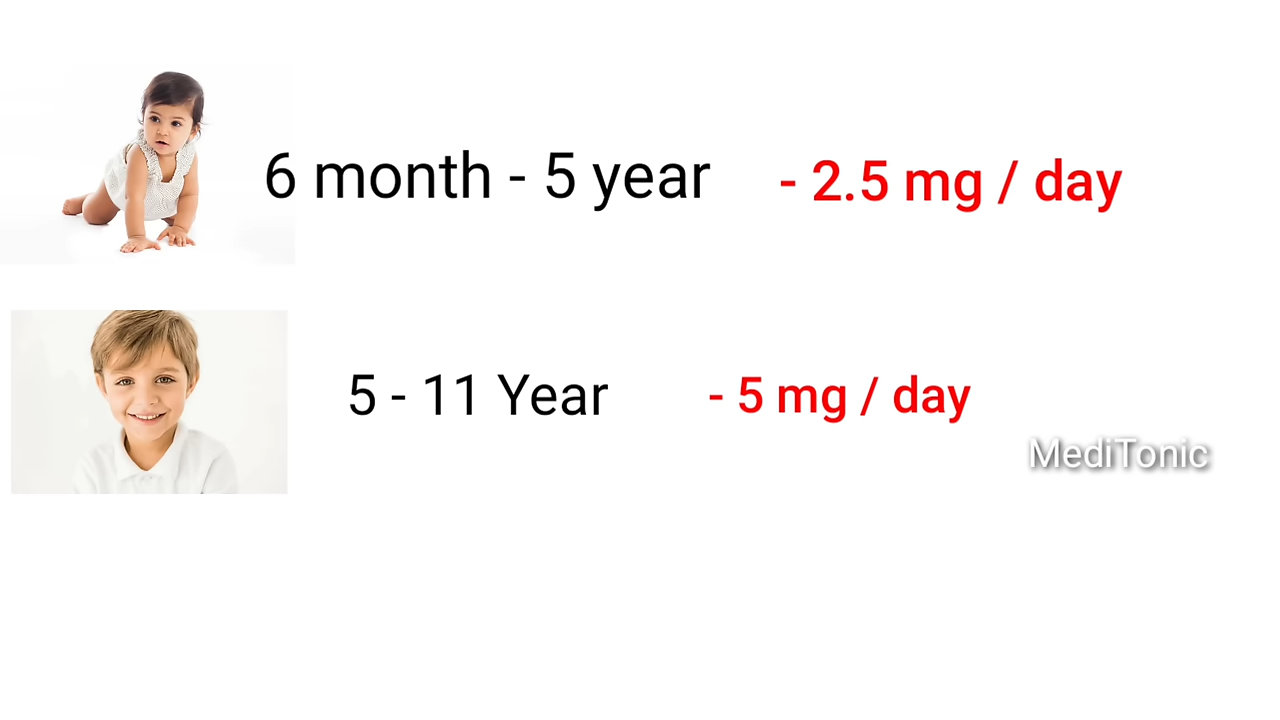 6 month - 5 year - 2.5 mg / day
5 - 11 Year - 5 mg / day
MediTonic